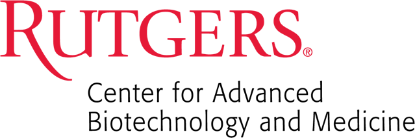 RUTGERS®
Center for Advanced
Biotechnology and Medicine